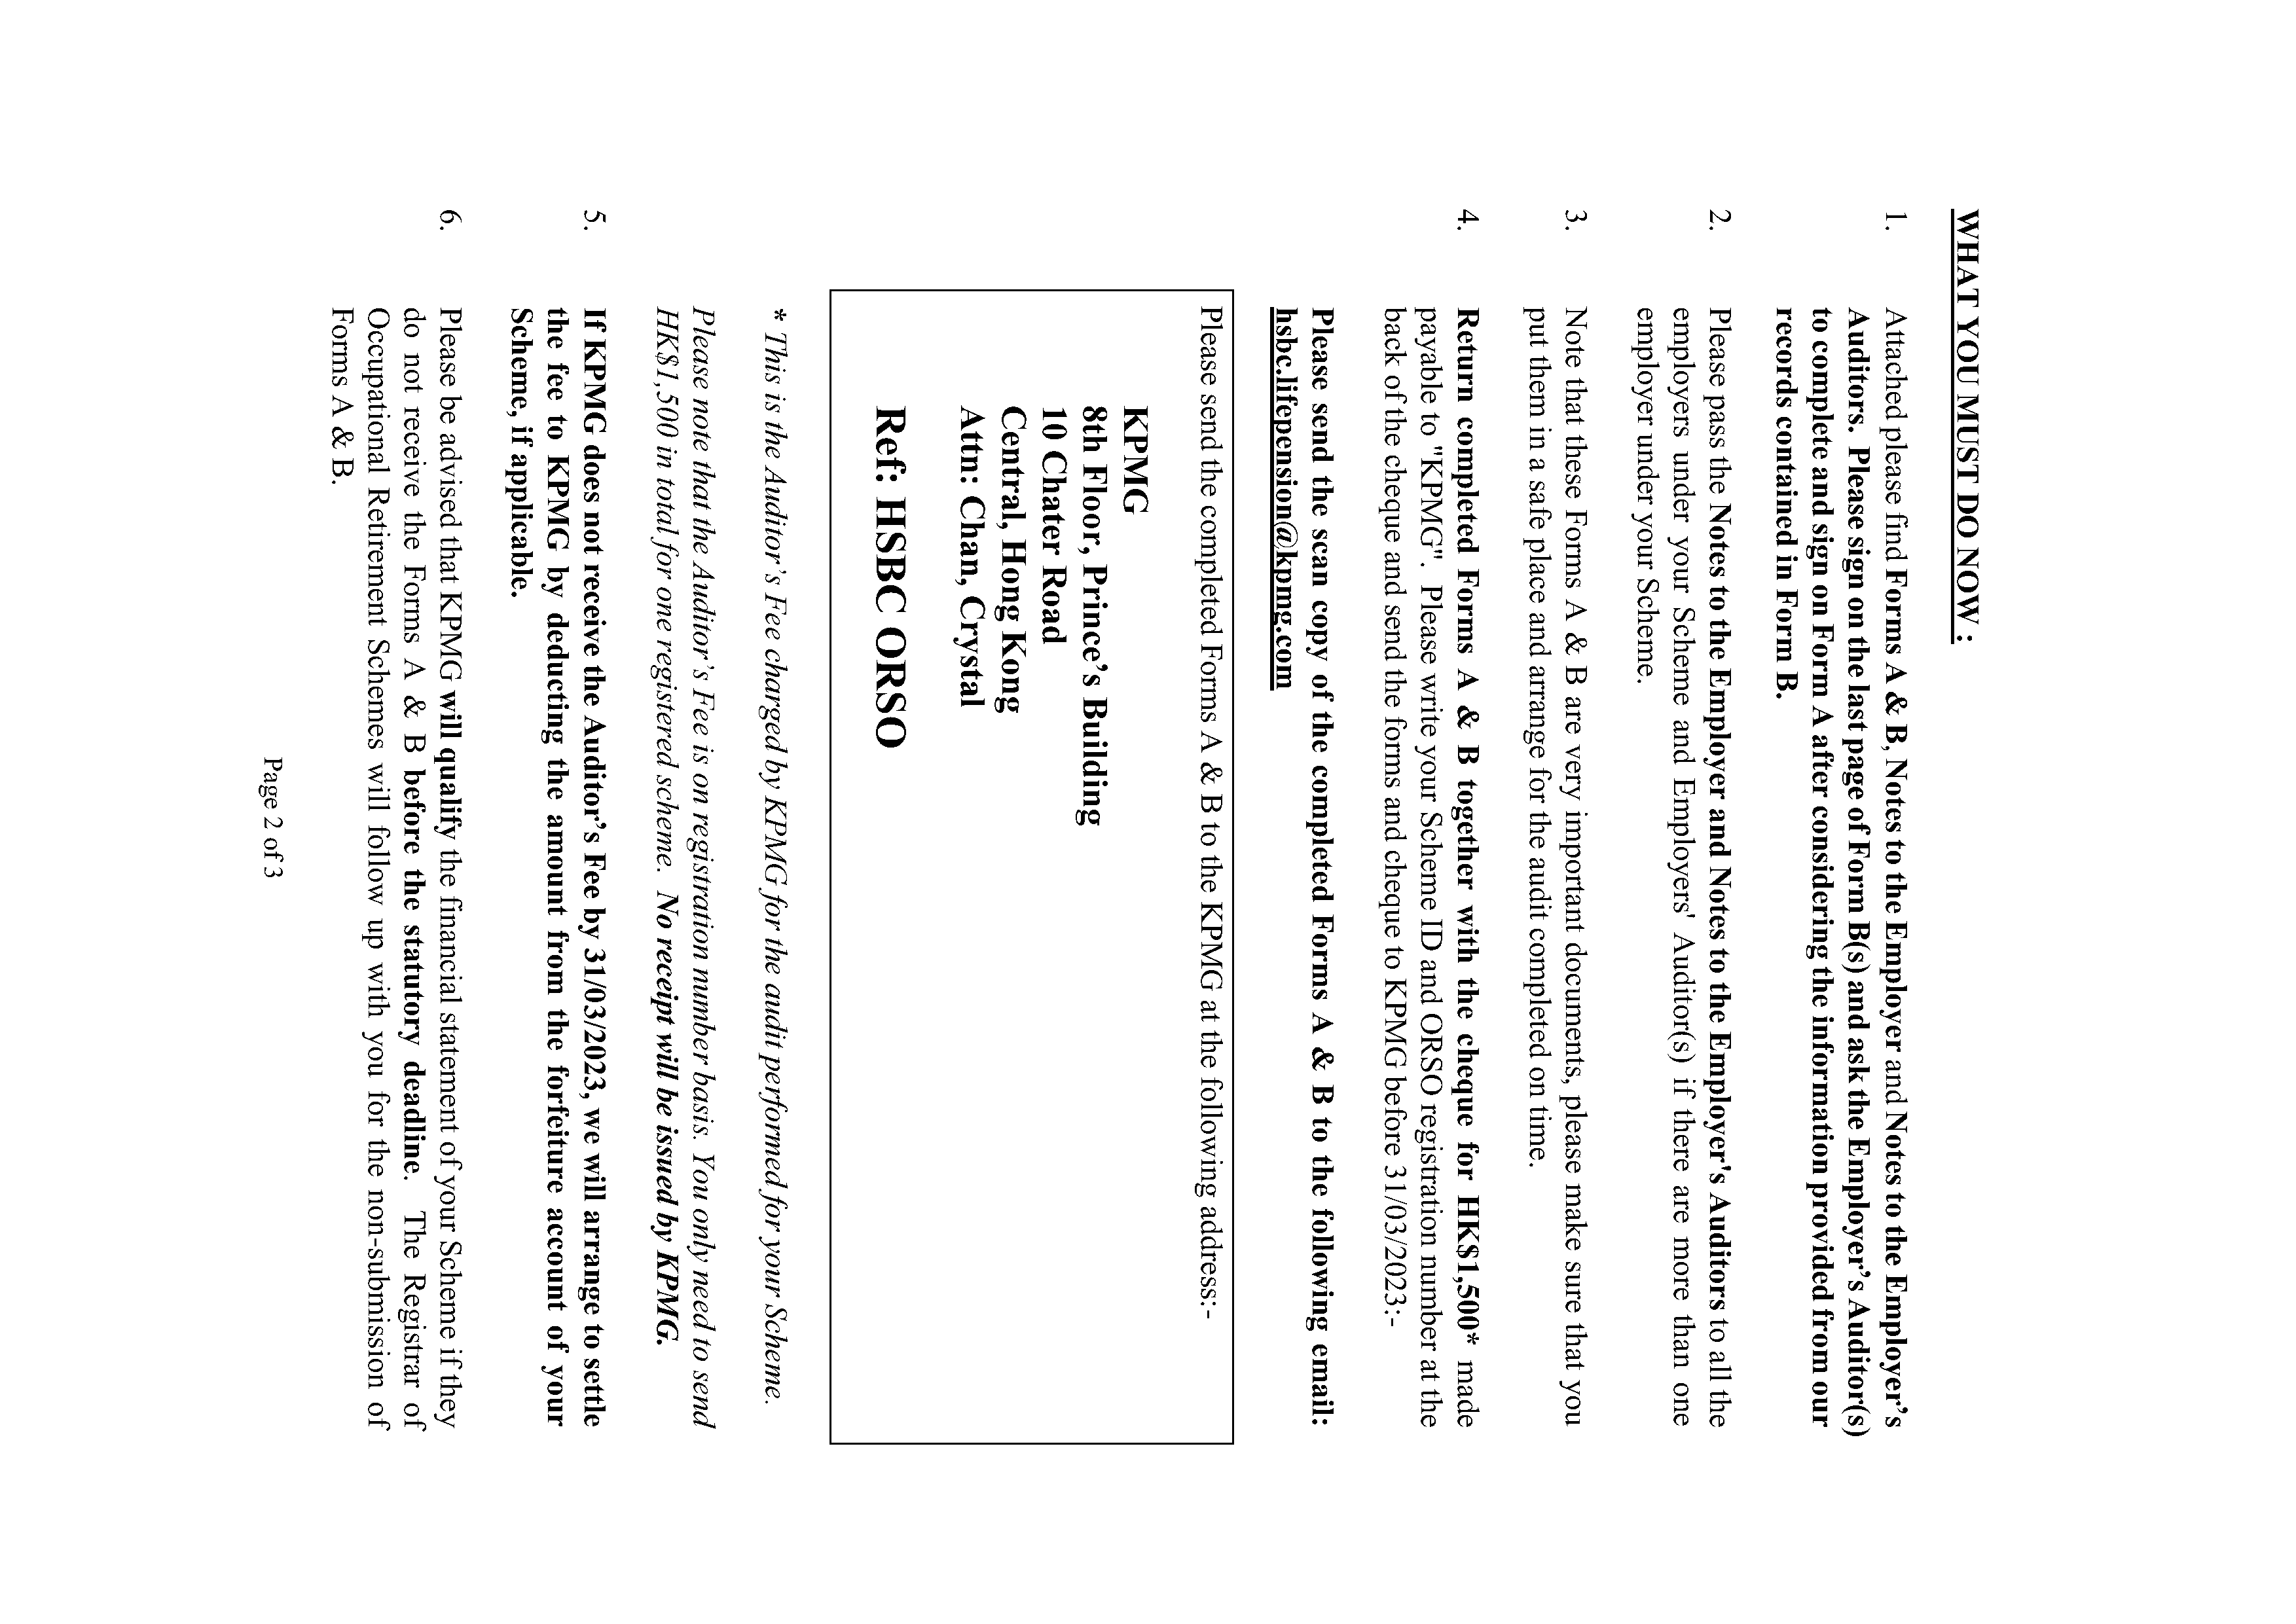 WHAT YOU MUST DO NOW :
1. Attached please find Forms A & B, Notes to the Employer and Notes to the Employer’s
Auditors. Please sign on the last page of Form B(s) and ask the Employer’s Auditor(s)
to complete and sign on Form A after considering the information provided from our
records contained in Form B.
2. Please pass the Notes to the Employer and Notes to the Employer's Auditors to all the
employers under your Scheme and Employers' Auditor(s) if there are more than one
employer under your Scheme.
3. Note that these Forms A & B are very important documents, please make sure that you
put them in a safe place and arrange for the audit completed on time.
4. Return completed Forms A & B together with the cheque for HK$1,500* made
payable to "KPMG". Please write your Scheme ID and ORSO registration number at the
back of the cheque and send the forms and cheque to KPMG before 31/03/2023:-
Please send the scan copy of the completed Forms A & B to the following email:
hsbc.lifepension@kpmg.com
Please send the completed Forms A & B to the KPMG at the following address:-
KPMG
8th Floor, Prince’s Building
10 Chater Road
Central, Hong Kong
Attn: Chan, Crystal
Ref: HSBC ORSO
* This is the Auditor’s Fee charged by KPMG for the audit performed for your Scheme.
Please note that the Auditor’s Fee is on registration number basis. You only need to send
HK$1,500 in total for one registered scheme. No receipt will be issued by KPMG.
5. If KPMG does not receive the Auditor’s Fee by 31/03/2023, we will arrange to settle
the fee to KPMG by deducting the amount from the forfeiture account of your
Scheme, if applicable.
6. Please be advised that KPMG will qualify the financial statement of your Scheme if they
do not receive the Forms A & B before the statutory deadline. The Registrar of
Occupational Retirement Schemes will follow up with you for the non-submission of
Forms A & B.
Page 2 of 3